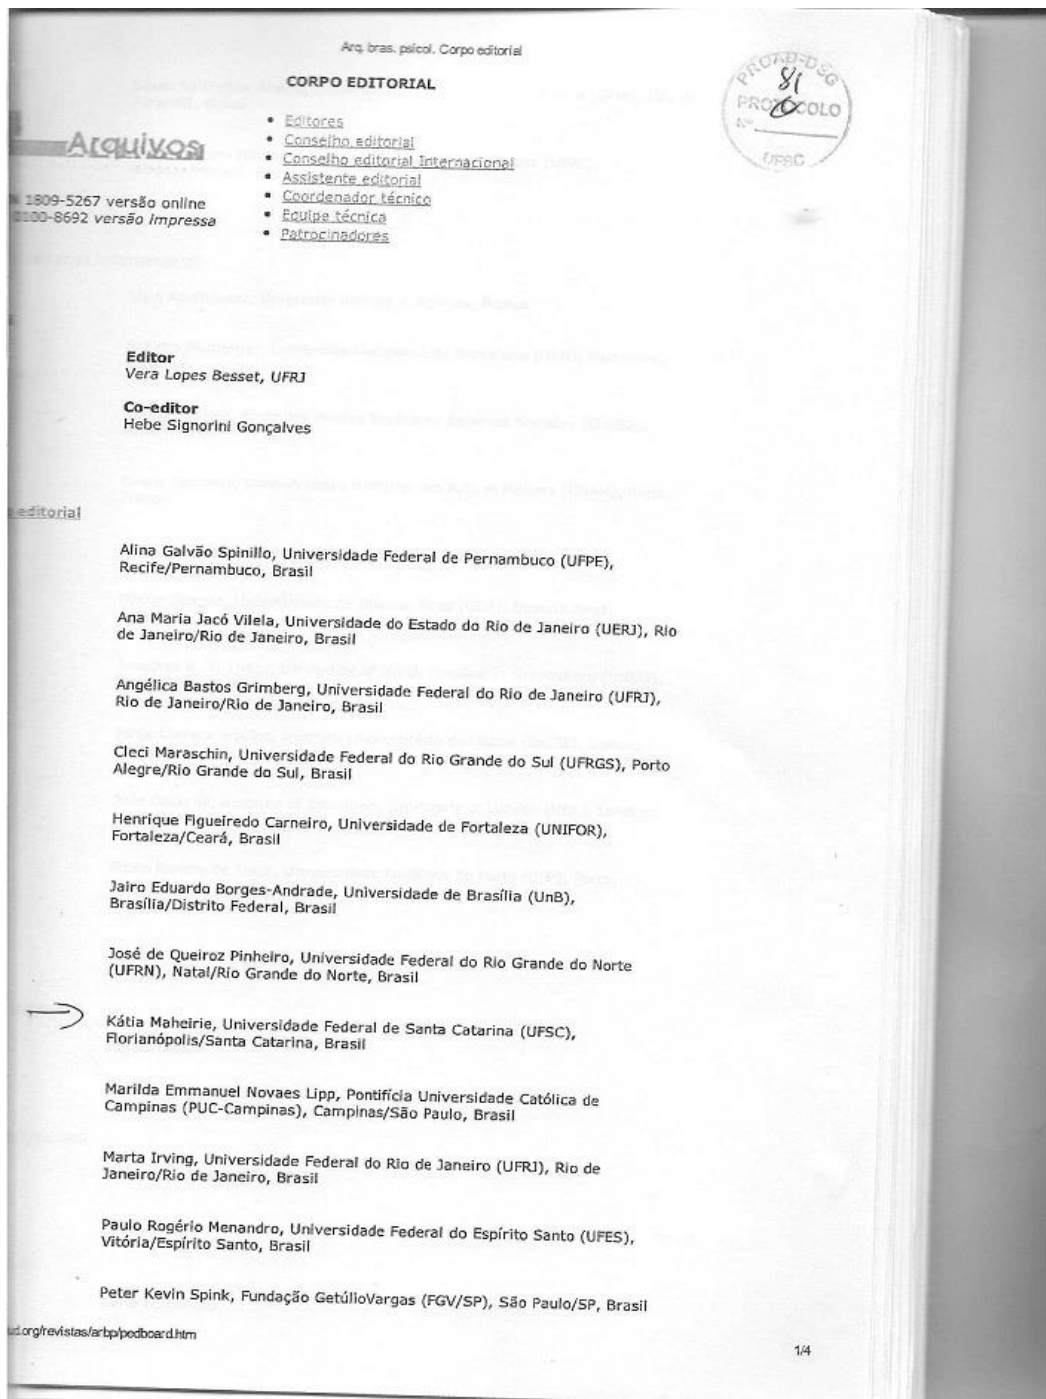 Arq. bras. psicol. Corpo editorial
CORPO EDITORIAL
PROAD-DSG
81
PROTOCOLO
Nº
UFSC
Arquivos
1809-5267 versão online
0100-8692 versão impressa
• Editores
• Conselho editorial
• Conselho editorial Internacional
• Assistente editorial
• Coordenador técnico
• Equipe técnica
• Patrocinadores
Editor
Vera Lopes Besset, UFRJ
Co-editor
Hebe Signorini Gonçalves
editorial
Alina Galvão Spinillo, Universidade Federal de Pernambuco (UFPE),
Recife/Pernambuco, Brasil
Ana Maria Jacó Vilela, Universidade do Estado do Rio de Janeiro (UERJ), Rio
de Janeiro/Rio de Janeiro, Brasil
Angélica Bastos Grimberg, Universidade Federal do Rio de Janeiro (UFRJ),
Rio de Janeiro/Rio de Janeiro, Brasil
Cleci Maraschin, Universidade Federal do Rio Grande do Sul (UFRGS), Porto
Alegre/Rio Grande do Sul, Brasil
Henrique Figueiredo Carneiro, Universidade de Fortaleza (UNIFOR),
Fortaleza/Ceará, Brasil
Jairo Eduardo Borges-Andrade, Universidade de Brasília (UnB),
Brasília/Distrito Federal, Brasil
José de Queiroz Pinheiro, Universidade Federal do Rio Grande do Norte
(UFRN), Natal/Rio Grande do Norte, Brasil
Kátia Maheirie, Universidade Federal de Santa Catarina (UFSC),
Florianópolis/Santa Catarina, Brasil
Marilda Emmanuel Novaes Lipp, Pontifícia Universidade Católica de
Campinas (PUC-Campinas), Campinas/São Paulo, Brasil
Marta Irving, Universidade Federal do Rio de Janeiro (UFRJ), Rio de
Janeiro/Rio de Janeiro, Brasil
Paulo Rogério Menandro, Universidade Federal do Espírito Santo (UFES),
Vitória/Espírito Santo, Brasil
Peter Kevin Spink, Fundação GetúlioVargas (FGV/SP), São Paulo/SP, Brasil
ud.org/revistas/arbp/pedboard.htm
1/4